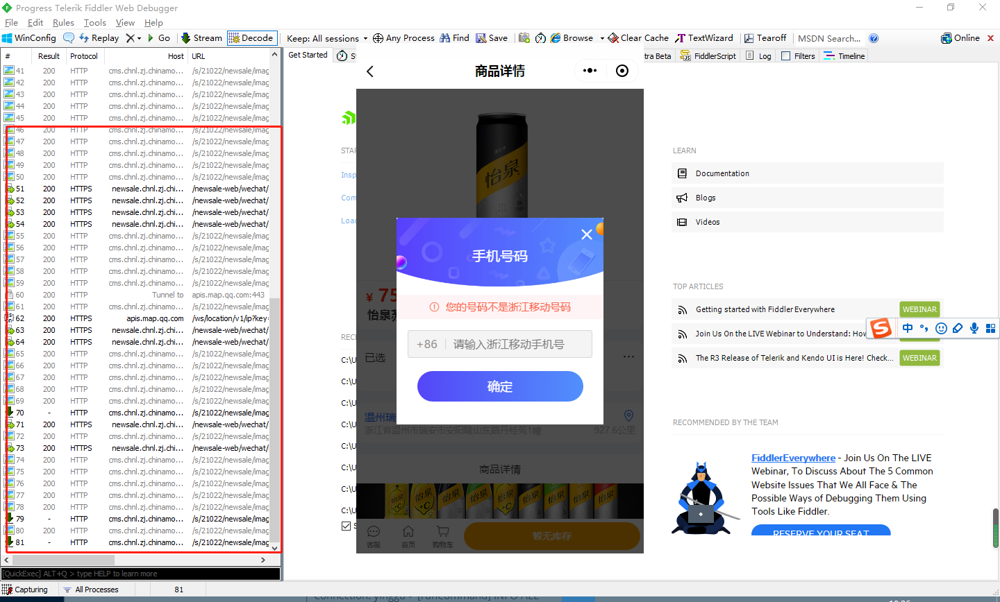 Progress Telerik Fiddler Web Debugger
File Edit Rules Tools View Help
WinConfig Replay Go Stream Decode Keep: All sessions Any Process Find Save Browse Clear Cache TextWizard Tearoff MSDN Search... Online
# Result Protocol Host URL
Get Started
tra Beta FiddlerScript Log Filters Timeline
41 200 HTTP cms.chnl.zj.chinamo... /s/21022/newsale/imag
42 200 HTTP cms.chnl.zj.chinamo... /s/21022/newsale/imag
43 200 HTTP cms.chnl.zj.chinamo... /s/21022/newsale/imag
44 200 HTTP cms.chnl.zj.chinamo... /s/21022/newsale/imag
45 200 HTTP cms.chnl.zj.chinamo... /s/21022/newsale/imag
46 200 HTTP cms.chnl.zj.chinamo... /s/21022/newsale/imag
47 200 HTTP cms.chnl.zj.chinamo... /s/21022/newsale/imag
48 200 HTTP cms.chnl.zj.chinamo... /s/21022/newsale/imag
49 200 HTTP cms.chnl.zj.chinamo... /s/21022/newsale/imag
50 200 HTTP cms.chnl.zj.chinamo... /s/21022/newsale/imag
51 200 HTTPS newsale.chnl.zj.chi... /newsale-web/wechat/
52 200 HTTPS newsale.chnl.zj.chi... /newsale-web/wechat/
53 200 HTTPS newsale.chnl.zj.chi... /newsale-web/wechat/
54 200 HTTPS newsale.chnl.zj.chi... /newsale-web/wechat/
55 200 HTTP cms.chnl.zj.chinamo... /s/21022/newsale/imag
56 200 HTTP cms.chnl.zj.chinamo... /s/21022/newsale/imag
57 200 HTTP cms.chnl.zj.chinamo... /s/21022/newsale/imag
58 200 HTTP cms.chnl.zj.chinamo... /s/21022/newsale/imag
59 200 HTTP cms.chnl.zj.chinamo... /s/21022/newsale/imag
60 200 HTTP Tunnel to apis.map.qq.com:443
61 200 HTTP cms.chnl.zj.chinamo... /s/21022/newsale/imag
62 200 HTTPS apis.map.qq.com /ws/location/v1/ip?key=
63 200 HTTPS newsale.chnl.zj.chi... /newsale-web/wechat/
64 200 HTTPS newsale.chnl.zj.chi... /newsale-web/wechat/
65 200 HTTP cms.chnl.zj.chinamo... /s/21022/newsale/imag
66 200 HTTP cms.chnl.zj.chinamo... /s/21022/newsale/imag
67 200 HTTP cms.chnl.zj.chinamo... /s/21022/newsale/imag
68 200 HTTP cms.chnl.zj.chinamo... /s/21022/newsale/imag
69 200 HTTP cms.chnl.zj.chinamo... /s/21022/newsale/imag
70 - HTTP cms.chnl.zj.chinamo... /s/21022/newsale/imag
71 200 HTTPS newsale.chnl.zj.chi... /newsale-web/wechat/
72 200 HTTP cms.chnl.zj.chinamo... /s/21022/newsale/imag
73 200 HTTPS newsale.chnl.zj.chi... /newsale-web/wechat/
74 200 HTTP cms.chnl.zj.chinamo... /s/21022/newsale/imag
75 200 HTTP cms.chnl.zj.chinamo... /s/21022/newsale/imag
76 200 HTTP cms.chnl.zj.chinamo... /s/21022/newsale/imag
77 200 HTTP cms.chnl.zj.chinamo... /s/21022/newsale/imag
78 200 HTTP cms.chnl.zj.chinamo... /s/21022/newsale/imag
79 - HTTP cms.chnl.zj.chinamo... /s/21022/newsale/imag
80 200 HTTP cms.chnl.zj.chinamo... /s/21022/newsale/imag
81 - HTTP cms.chnl.zj.chinamo... /s/21022/newsale/imag
[QuickExec] ALT+Q > type HELP to learn more
Capturing All Processes 81
STAR
Insp
Com
Load
RECE
C:\U
C:\U
C:\U
C:\U
C:\U
C:\U
C:\U
C:\U
商品详情
怡泉
手机号码
您的号码不是浙江移动号码
+86 请输入浙江移动手机号
确定
¥ 75
怡泉苏
已选
温州瑞
浙江省温州市瑞安市安阳瞳山东路丹桂苑1幢 927.6公里
商品详情
怡泉 怡泉 怡泉 怡泉 怡泉 怡泉 怡泉 怡泉
+C +C
客服 首页 购物车 暂无库存
LEARN
Documentation
Blogs
Videos
TOP ARTICLES
Getting started with Fiddler Everywhere WEBINAR
Join Us On the LIVE Webinar to Understand: How
The R3 Release of Telerik and Kendo UI is Here! Check... WEBINAR
S 中
RECOMMENDED BY THE TEAM
FiddlerEverywhere - Join Us On The LIVE
Webinar, To Discuss About The 5 Common
Website Issues That We All Face & The
Possible Ways of Debugging Them Using
Tools Like Fiddler.
RESERVE YOUR SEAT